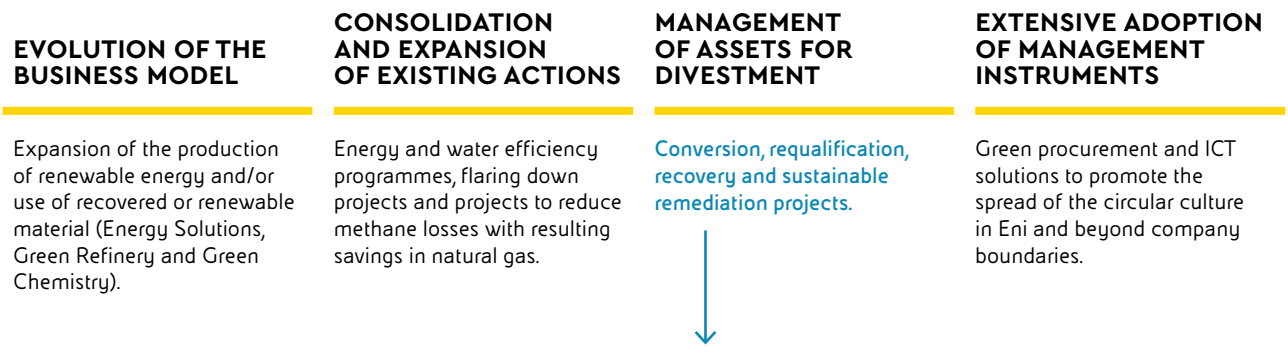 EVOLUTION OF THE
BUSINESS MODEL
Expansion of the production
of renewable energy and/or
use of recovered or renewable
material (Energy Solutions,
Green Refinery and Green
Chemistry).
CONSOLIDATION
AND EXPANSION
OF EXISTING ACTIONS
Energy and water efficiency
programmes, flaring down
projects and projects to reduce
methane losses with resulting
savings in natural gas.
MANAGEMENT
OF ASSETS FOR
DIVESTMENT
Conversion, requalification,
recovery and sustainable
remediation projects.
EXTENSIVE ADOPTION
OF MANAGEMENT
INSTRUMENTS
Green procurement and ICT
solutions to promote the
spread of the circular culture
in Eni and beyond company
boundaries.